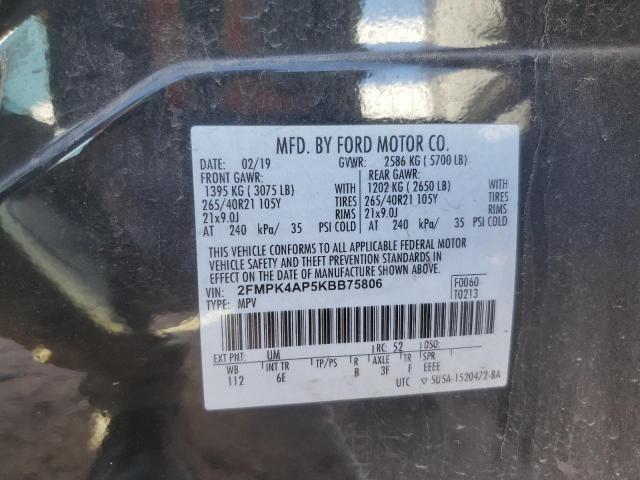 MFD. BY FORD MOTOR CO.
DATE: 02/19 GVWR: 2586 KG ( 5700 LB)
FRONT GAWR: REAR GAWR:
1395 KG ( 3075 LB) WITH 1202 KG ( 2650 LB) WITH
265/40R21 105Y TIRES 265/40R21 105Y TIRES
21x9.0J RIMS 21x9.0J RIMS
AT 240 kPa/ 35 PSI COLD AT 240 kPa/ 35 PSI COLD
THIS VEHICLE CONFORMS TO ALL APPLICABLE FEDERAL MOTOR
VEHICLE SAFETY AND THEFT PREVENTION STANDARDS IN
EFFECT ON THE DATE OF MANUFACTURE SHOWN ABOVE.
VIN: 2FMPK4AP5KBB75806 F0060
TYPE: MPV T0213
EXT PNT: UM RC: 52 DSO:
WB INT TR TP/PS R AXLE TR SPR
112 6E B 3F F EEEE
UTC 5U5A-1520472-BA